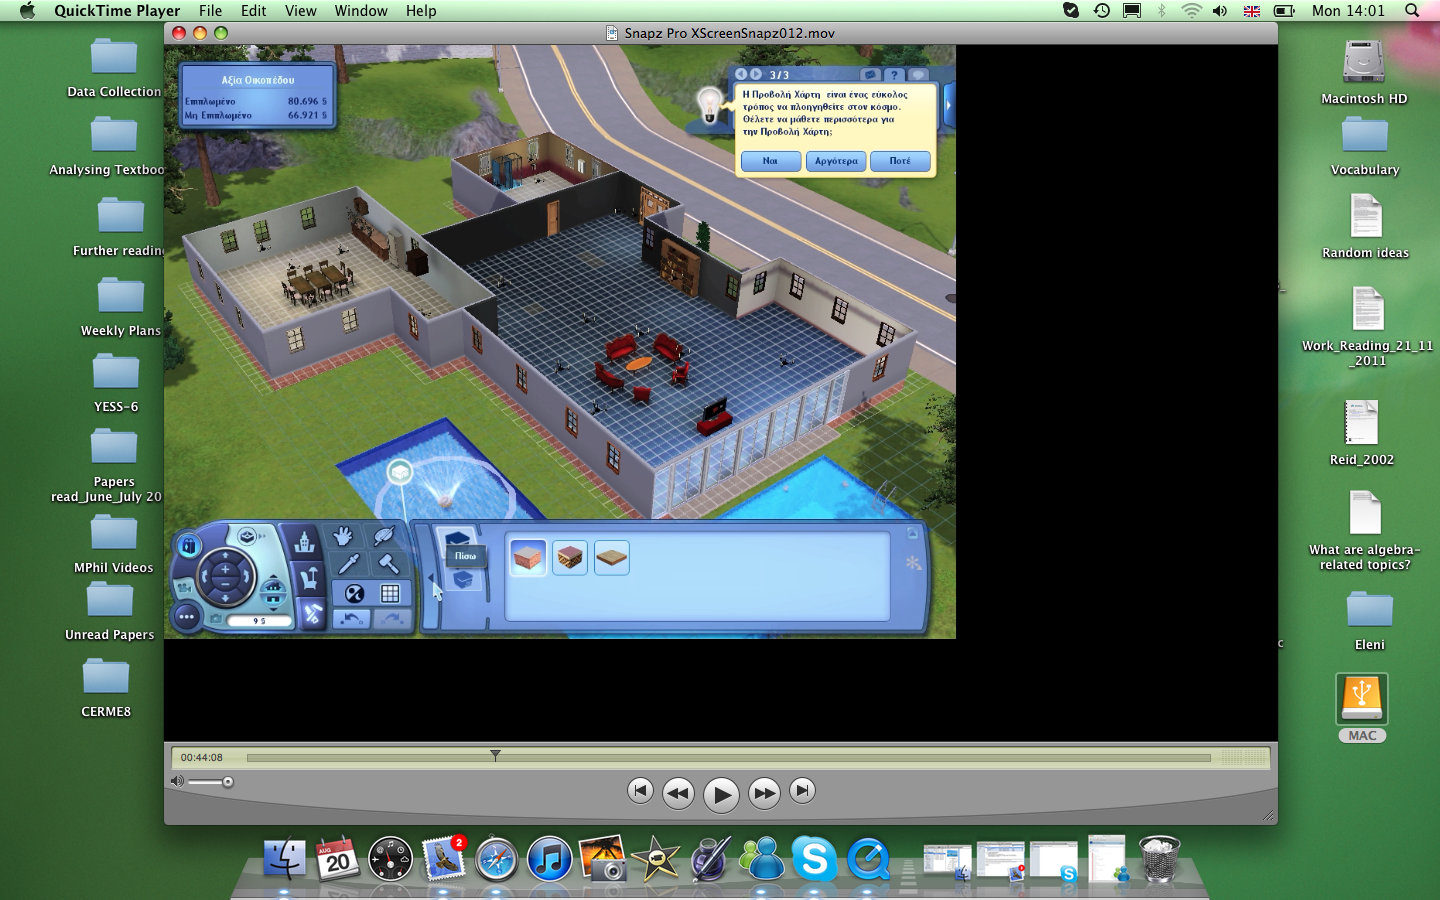 QuickTime Player File Edit View Window Help
Mon 14:01
Snapz Pro XScreenSnapz012.mov
Data Collection
Analysing Textboo
Further readin
Weekly Plans
YESS-6
Papers
read_June_July 20
MPhil Videos
Unread Papers
CERME8
Αξία Οικοπέδου
Επιπλωμένο 80.696 §
Μη Επιπλωμένο 66.921 §
3/3
?
Η Προβολή Χάρτη είναι ένας εύκολος
τρόπος να πλοηγηθείτε στον κόσμο.
Θέλετε να μάθετε περισσότερα για
την Προβολή Χάρτη;
Ναι Αργότερα Ποτέ
Πίσω
9 §
00:44:08
Macintosh HD
Vocabulary
Random ideas
Work_Reading_21_11
_2011
Reid_2002
What are algebra-
related topics?
Eleni
MAC
AUG
20
2